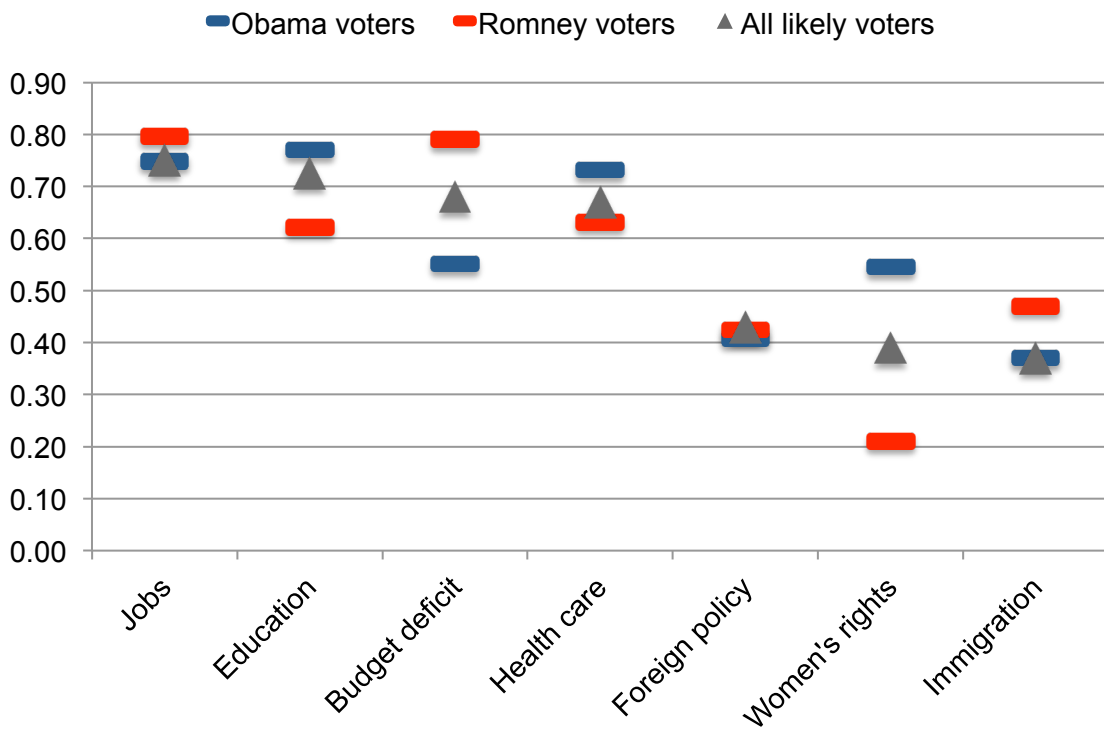 Obama voters Romney voters All likely voters
0.90
0.80
0.70
0.60
0.50
0.40
0.30
0.20
0.10
0.00
Jobs
Education
Budget deficit
Health care
Foreign policy
Women's rights
Immigration